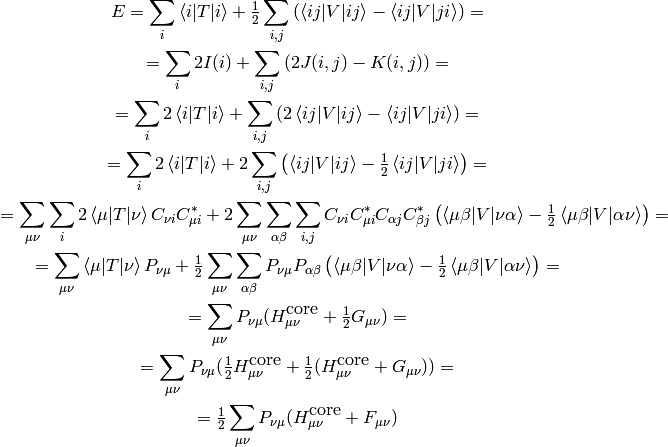 E = \sum_i \langle i|T|i\rangle + \frac{1}{2} \sum_{i,j} (\langle ij|V|ij\rangle - \langle ij|V|ji\rangle) =
= \sum_i 2I(i) + \sum_{i,j} (2J(i,j) - K(i,j)) =
= \sum_i 2\langle i|T|i\rangle + \sum_{i,j} (2\langle ij|V|ij\rangle - \langle ij|V|ji\rangle) =
= \sum_i 2\langle i|T|i\rangle + 2\sum_{i,j} (\langle ij|V|ij\rangle - \frac{1}{2}\langle ij|V|ji\rangle) =
= \sum_{\mu\nu} \sum_i 2\langle \mu|T|\nu\rangle C_{\nu i} C^*_{\mu i} + 2\sum_{\mu\nu} \sum_{\alpha\beta} \sum_{i,j} C_{\nu i} C^*_{\mu i} C_{\alpha j} C^*_{\beta j} (\langle \mu\beta|V|\nu\alpha\rangle - \frac{1}{2}\langle \mu\beta|V|\alpha\nu\rangle) =
= \sum_{\mu\nu} \langle \mu|T|\nu\rangle P_{\nu\mu} + \frac{1}{2} \sum_{\mu\nu} \sum_{\alpha\beta} P_{\nu\mu} P_{\alpha\beta} (\langle \mu\beta|V|\nu\alpha\rangle - \frac{1}{2}\langle \mu\beta|V|\alpha\nu\rangle) =
= \sum_{\mu\nu} P_{\nu\mu} (H^{core}_{\mu\nu} + \frac{1}{2} G_{\mu\nu}) =
= \sum_{\mu\nu} P_{\nu\mu} (\frac{1}{2} H^{core}_{\mu\nu} + \frac{1}{2} (H^{core}_{\mu\nu} + G_{\mu\nu})) =
= \frac{1}{2} \sum_{\mu\nu} P_{\nu\mu} (H^{core}_{\mu\nu} + F_{\mu\nu})